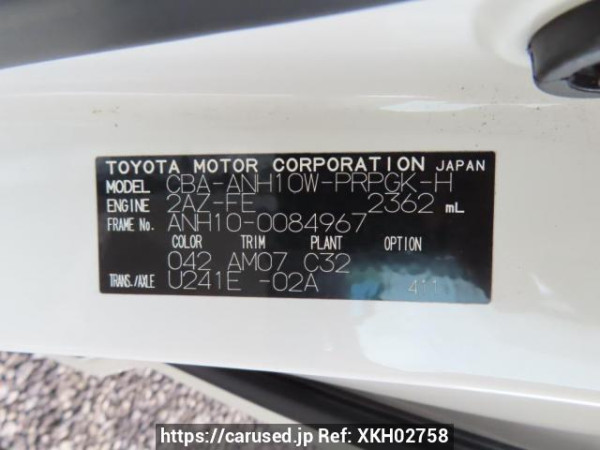 TOYOTA MOTOR CORPORATION JAPAN
MODEL CBA-ANH10W-PRPGK-H
ENGINE 2AZ-FE 2362 mL
FRAME No. ANH10-0084967
COLOR TRIM PLANT OPTION
042 AM07 C32
TRANS./AXLE U241E -02A 411
https://carused.jp Ref: XKH02758